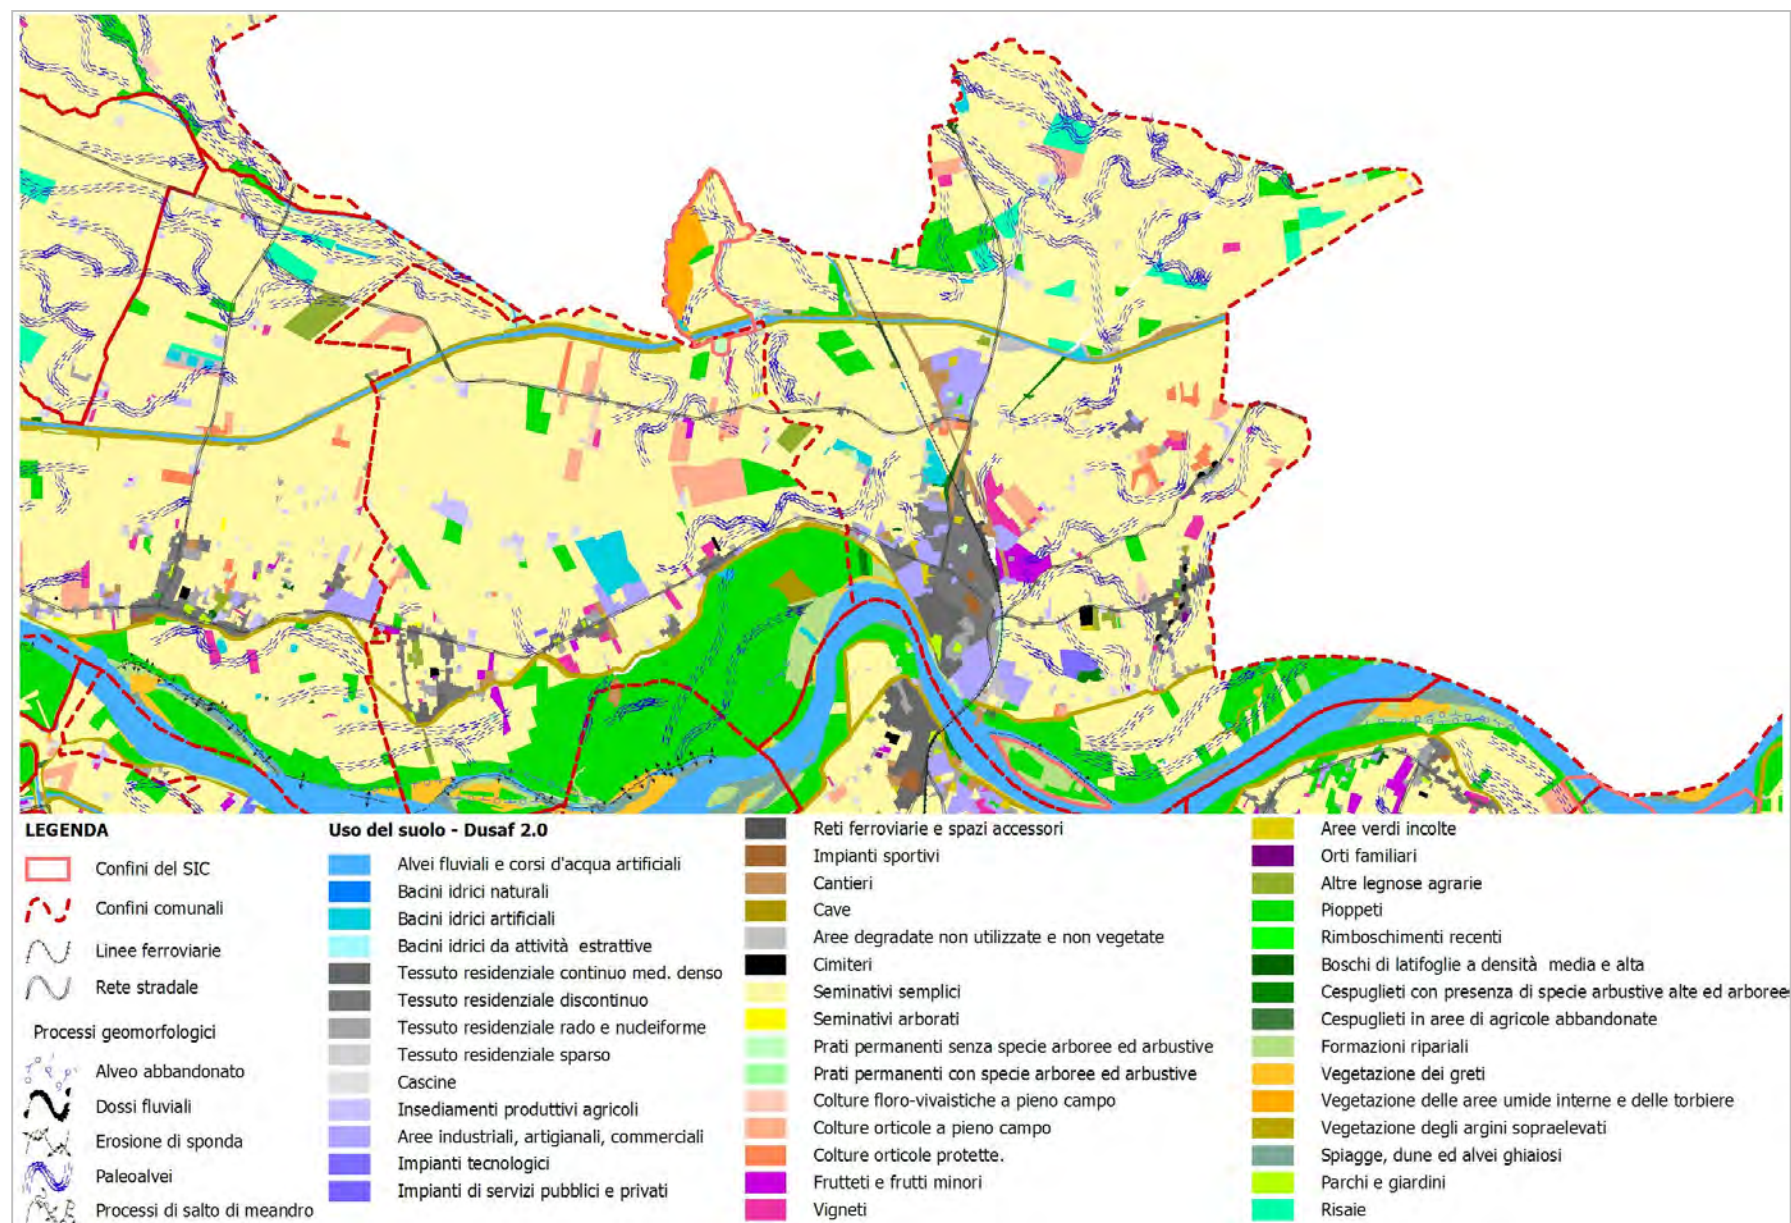 LEGENDA
Confini del SIC
Confini comunali
Linee ferroviarie
Rete stradale
Processi geomorfologici
Alveo abbandonato
Dossi fluviali
Erosione di sponda
Paleoalvei
Processi di salto di meandro
Uso del suolo - Dusaf 2.0
Alvei fluviali e corsi d'acqua artificiali
Bacini idrici naturali
Bacini idrici artificiali
Bacini idrici da attività estrattive
Tessuto residenziale continuo med. denso
Tessuto residenziale discontinuo
Tessuto residenziale rado e nucleiforme
Tessuto residenziale sparso
Cascine
Insediamenti produttivi agricoli
Aree industriali, artigianali, commerciali
Impianti tecnologici
Impianti di servizi pubblici e privati
Reti ferroviarie e spazi accessori
Impianti sportivi
Cantieri
Cave
Aree degradate non utilizzate e non vegetate
Cimiteri
Seminativi semplici
Seminativi arborati
Prati permanenti senza specie arboree ed arbustive
Prati permanenti con specie arboree ed arbustive
Colture floro-vivaistiche a pieno campo
Colture orticole a pieno campo
Colture orticole protette.
Frutteti e frutti minori
Vigneti
Aree verdi incolte
Orti familiari
Altre legnose agrarie
Pioppeti
Rimboschimenti recenti
Boschi di latifoglie a densità media e alta
Cespuglieti con presenza di specie arbustive alte ed arboree
Cespuglieti in aree di agricole abbandonate
Formazioni ripariali
Vegetazione dei greti
Vegetazione delle aree umide interne e delle torbiere
Vegetazione degli argini sopraelevati
Spiagge, dune ed alvei ghiaiosi
Parchi e giardini
Risaie